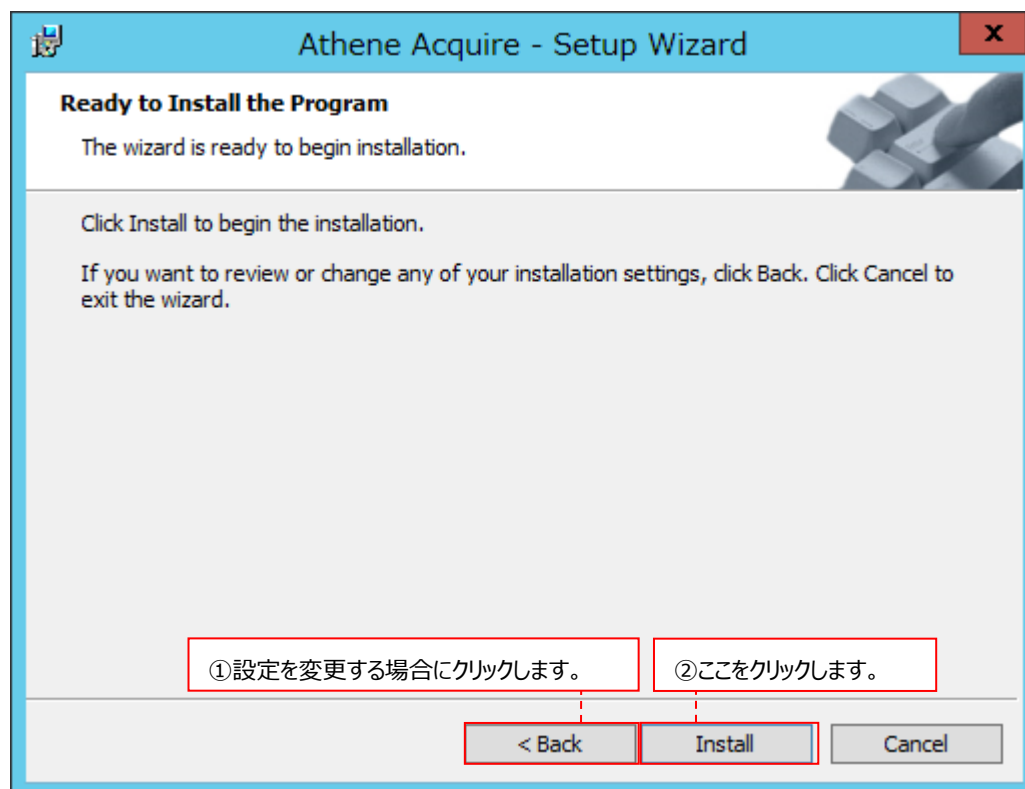 Athene Acquire - Setup Wizard
x
Ready to Install the Program
The wizard is ready to begin installation.
Click Install to begin the installation.
If you want to review or change any of your installation settings, click Back. Click Cancel to
exit the wizard.
①設定を変更する場合にクリックします。
②ここをクリックします。
< Back
Install
Cancel